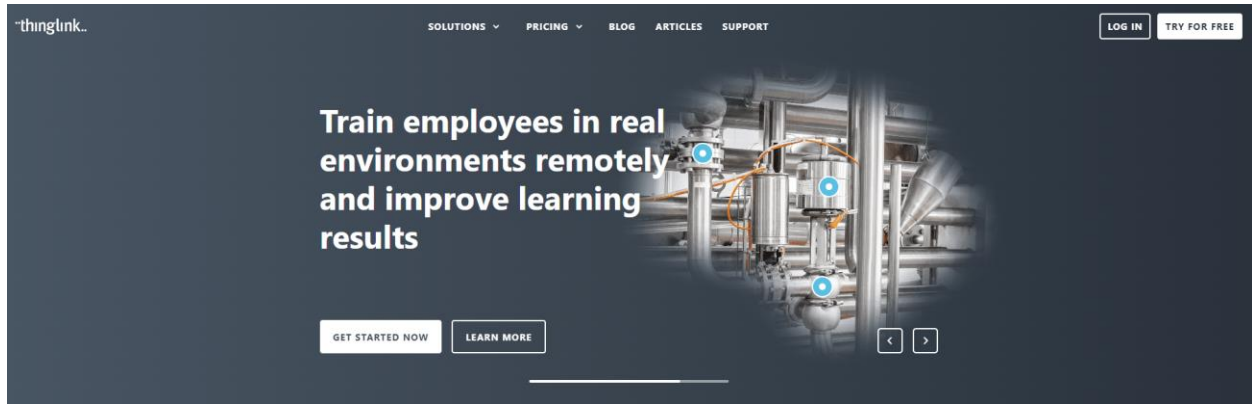 thinglink..
SOLUTIONS PRICING BLOG ARTICLES SUPPORT
LOG IN TRY FOR FREE
Train employees in real
environments remotely
and improve learning
results
GET STARTED NOW LEARN MORE